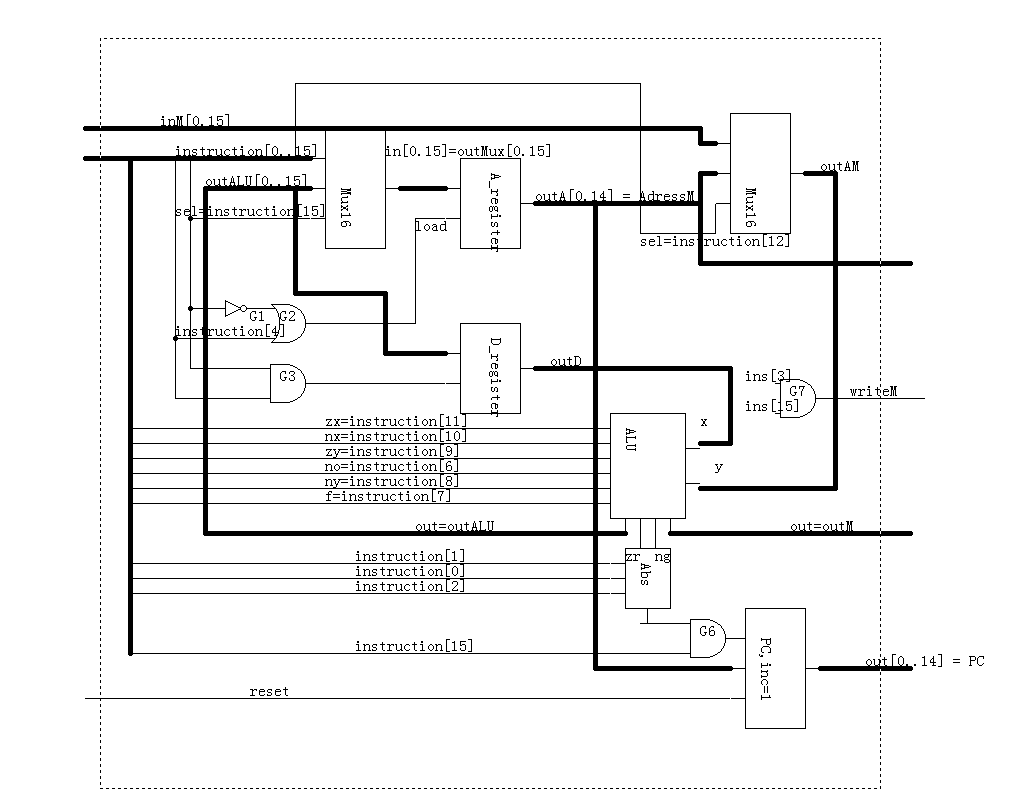 inM[0.15]
instruction[0..15]
in[0.15]=outMux[0.15]
outAM
outALU[0..15]
Mux16
A_register
outA[0.14] = AdressM
Mux16
sel=instruction[15]
load
sel=instruction[12]
G1
G2
instruction[4]
D_register
outD
G3
ins[3]
G7
writeM
ins[15]
zx=instruction[11]
nx=instruction[10]
zy=instruction[9]
no=instruction[6]
ny=instruction[8]
f=instruction[7]
ALU
x
y
out=outALU
out=outM
instruction[1]
instruction[0]
instruction[2]
zr
ng
Abs
G6
instruction[15]
PC,inc=1
out[0..14] = PC
reset